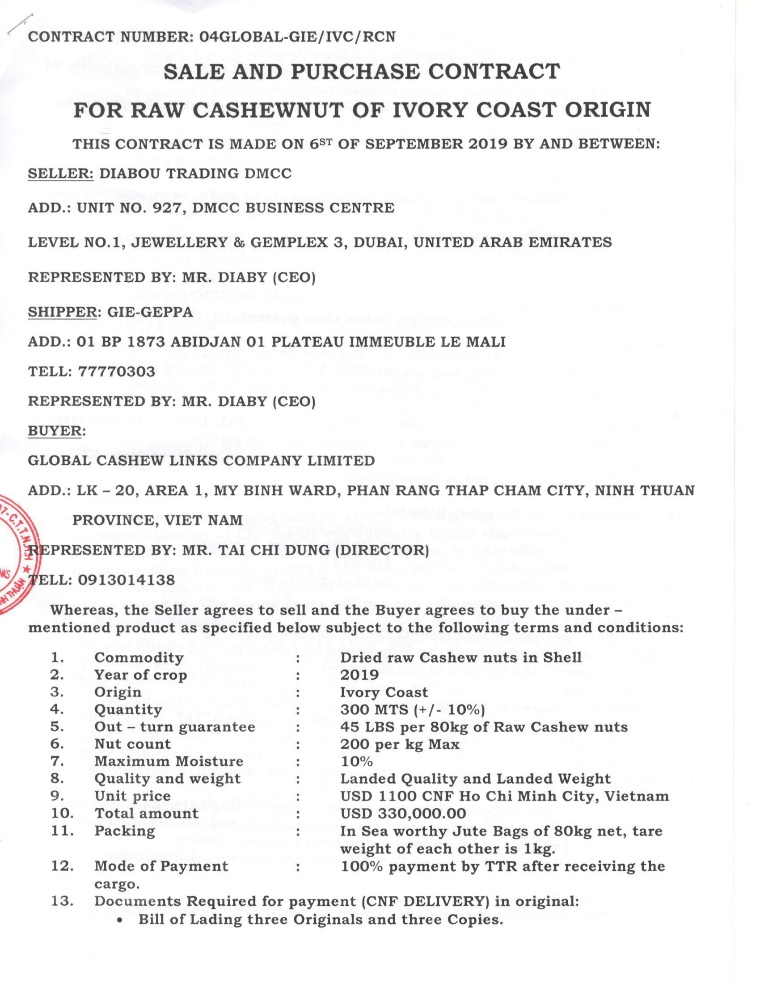 CONTRACT NUMBER: 04GLOBAL-GIE/IVC/RCN
SALE AND PURCHASE CONTRACT
FOR RAW CASHEWNUT OF IVORY COAST ORIGIN
THIS CONTRACT IS MADE ON 6ST OF SEPTEMBER 2019 BY AND BETWEEN:
SELLER: DIABOU TRADING DMCC
ADD.: UNIT NO. 927, DMCC BUSINESS CENTRE
LEVEL NO.1, JEWELLERY & GEMPLEX 3, DUBAI, UNITED ARAB EMIRATES
REPRESENTED BY: MR. DIABY (CEO)
SHIPPER: GIE-GEPPA
ADD.: 01 BP 1873 ABIDJAN 01 PLATEAU IMMEUBLE LE MALI
TELL: 77770303
REPRESENTED BY: MR. DIABY (CEO)
BUYER:
GLOBAL CASHEW LINKS COMPANY LIMITED
ADD.: LK – 20, AREA 1, MY BINH WARD, PHAN RANG THAP CHAM CITY, NINH THUAN
PROVINCE, VIET NAM
REPRESENTED BY: MR. TAI CHI DUNG (DIRECTOR)
TELL: 0913014138
Whereas, the Seller agrees to sell and the Buyer agrees to buy the under –
mentioned product as specified below subject to the following terms and conditions:
1. Commodity : Dried raw Cashew nuts in Shell
2. Year of crop : 2019
3. Origin : Ivory Coast
4. Quantity : 300 MTS (+/- 10%)
5. Out – turn guarantee : 45 LBS per 80kg of Raw Cashew nuts
6. Nut count : 200 per kg Max
7. Maximum Moisture : 10%
8. Quality and weight : Landed Quality and Landed Weight
9. Unit price : USD 1100 CNF Ho Chi Minh City, Vietnam
10. Total amount : USD 330,000.00
11. Packing : In Sea worthy Jute Bags of 80kg net, tare
weight of each other is 1kg.
12. Mode of Payment : 100% payment by TTR after receiving the
cargo.
13. Documents Required for payment (CNF DELIVERY) in original:
• Bill of Lading three Originals and three Copies.